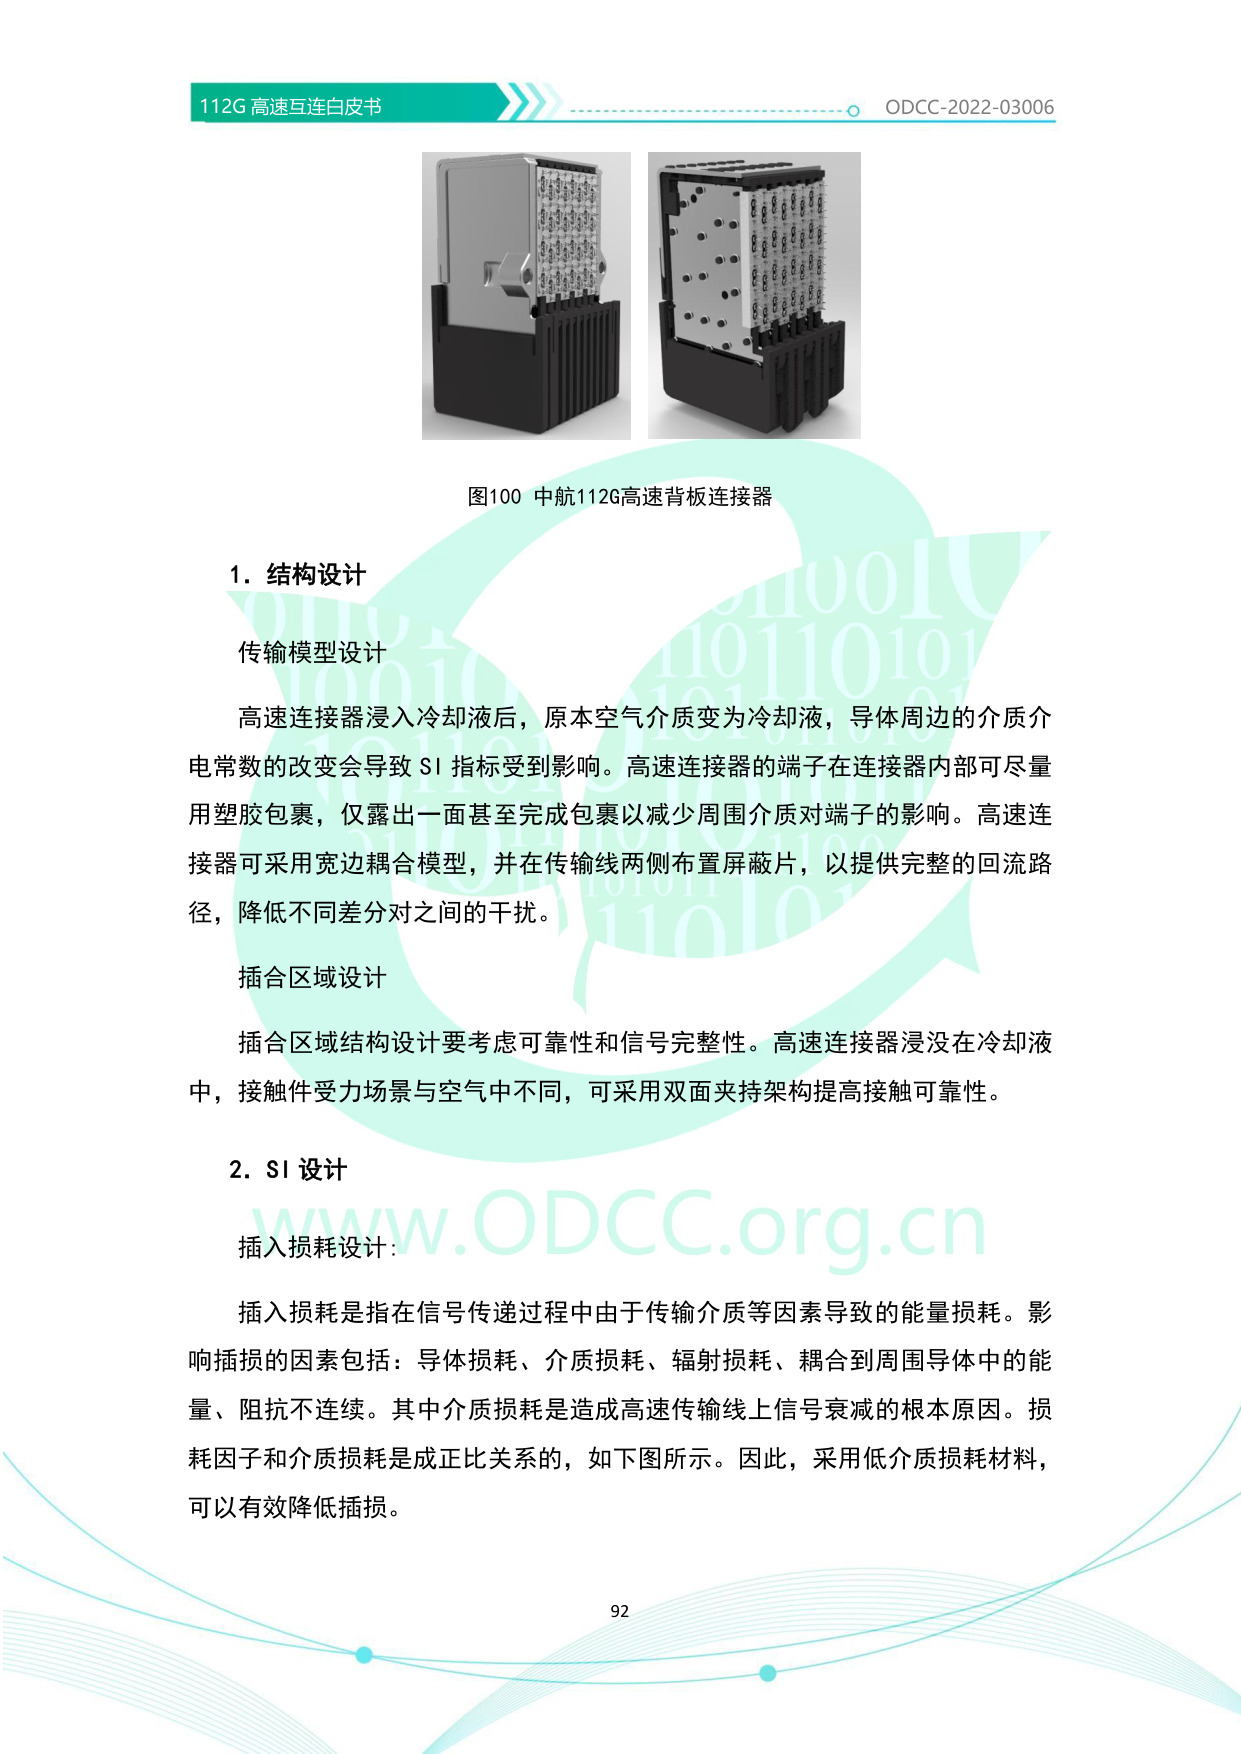 112G 高速互连白皮书
ODCC-2022-03006
图100 中航112G高速背板连接器
1. 结构设计
传输模型设计
高速连接器浸入冷却液后，原本空气介质变为冷却液，导体周边的介质介
电常数的改变会导致 SI 指标受到影响。高速连接器的端子在连接器内部可尽量
用塑胶包裹，仅露出一面甚至完成包裹以减少周围介质对端子的影响。高速连
接器可采用宽边耦合模型，并在传输线两侧布置屏蔽片，以提供完整的回流路
径，降低不同差分对之间的干扰。
插合区域设计
插合区域结构设计要考虑可靠性和信号完整性。高速连接器浸没在冷却液
中，接触件受力场景与空气中不同，可采用双面夹持架构提高接触可靠性。
2. SI 设计
www.ODCC.org.cn
插入损耗设计：
插入损耗是指在信号传递过程中由于传输介质等因素导致的能量损耗。影
响插损的因素包括：导体损耗、介质损耗、辐射损耗、耦合到周围导体中的能
量、阻抗不连续。其中介质损耗是造成高速传输线上信号衰减的根本原因。损
耗因子和介质损耗是成正比关系的，如下图所示。因此，采用低介质损耗材料，
可以有效降低插损。
92